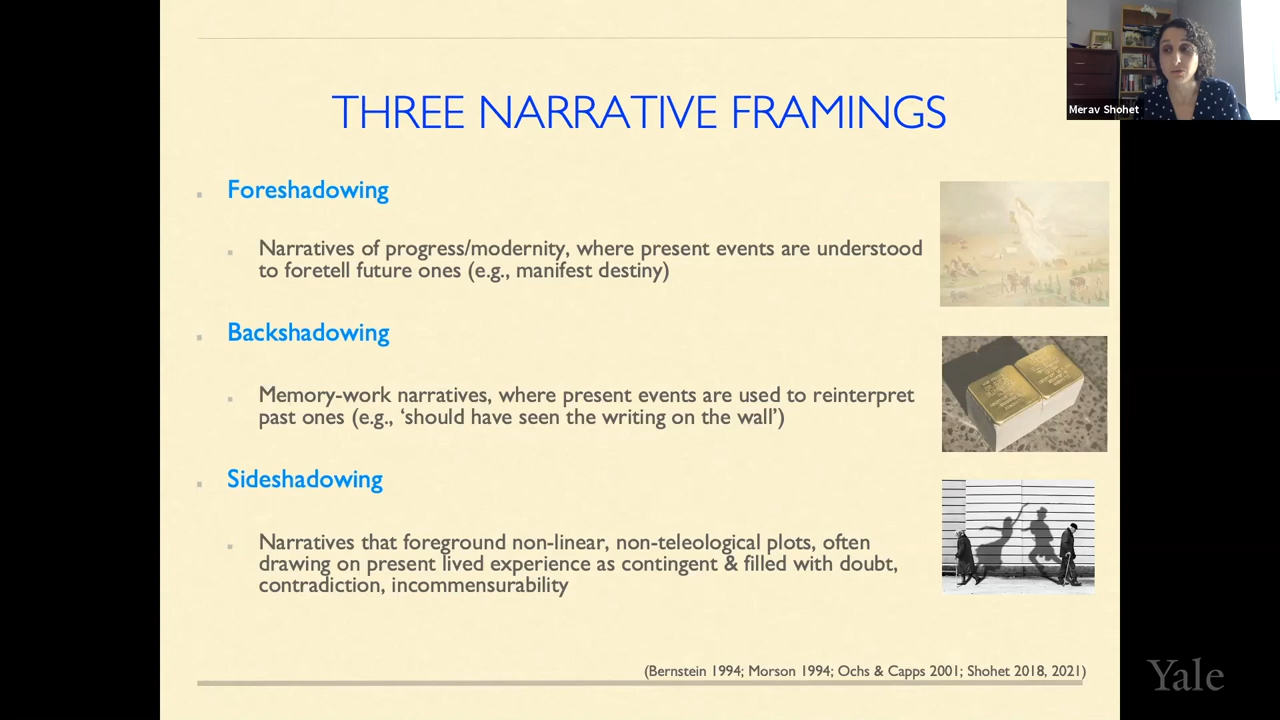 Merav Shohet
THREE NARRATIVE FRAMINGS
Foreshadowing
Narratives of progress/modernity, where present events are understood
to foretell future ones (e.g., manifest destiny)
Backshadowing
Memory-work narratives, where present events are used to reinterpret
past ones (e.g., ‘should have seen the writing on the wall’)
Sideshadowing
Narratives that foreground non-linear, non-teleological plots, often
drawing on present lived experience as contingent & filled with doubt,
contradiction, incommensurability
(Bernstein 1994; Morson 1994; Ochs & Capps 2001; Shohet 2018, 2021)
Yale